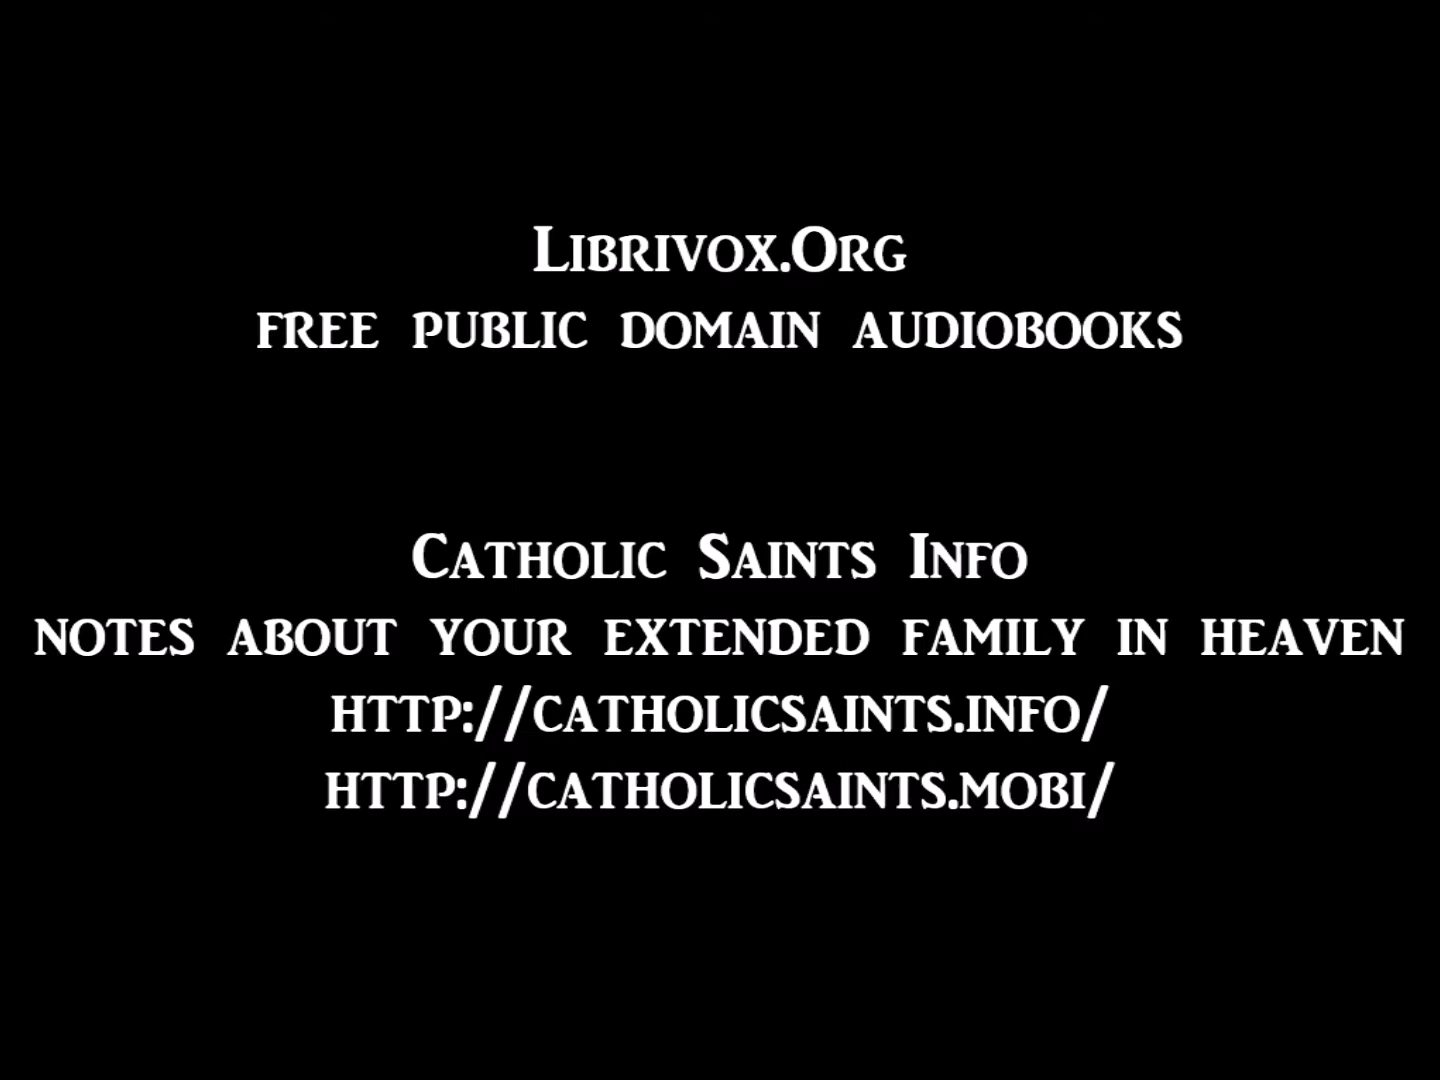 Librivox.Org
free public domain audiobooks
Catholic Saints Info
notes about your extended family in heaven
http://catholicsaints.info/
http://catholicsaints.mobi/